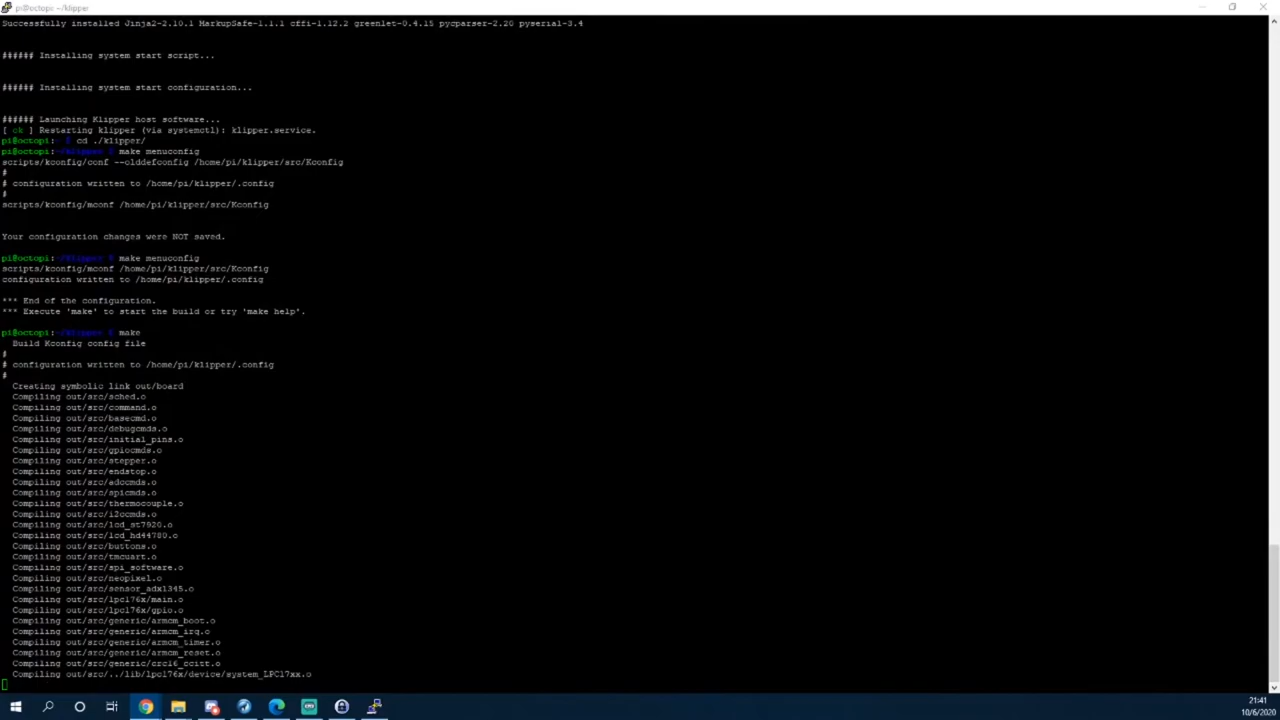 pi@octopi: ~/klipper
Successfully installed Jinja2-2.10.1 MarkupSafe-1.1.1 cffi-1.12.2 greenlet-0.4.15 pycparser-2.20 pyserial-3.4
###### Installing system start script...
###### Installing system start configuration...
###### Launching Klipper host software...
[ ok ] Restarting klipper (via systemctl): klipper.service.
pi@octopi:~ $ cd ./klipper/
pi@octopi:~/klipper $ make menuconfig
scripts/kconfig/conf --olddefconfig /home/pi/klipper/src/Kconfig
#
# configuration written to /home/pi/klipper/.config
#
scripts/kconfig/mconf /home/pi/klipper/src/Kconfig
Your configuration changes were NOT saved.
pi@octopi:~/klipper $ make menuconfig
scripts/kconfig/mconf /home/pi/klipper/src/Kconfig
configuration written to /home/pi/klipper/.config
*** End of the configuration.
*** Execute 'make' to start the build or try 'make help'.
pi@octopi:~/klipper $ make
Build Kconfig config file
#
# configuration written to /home/pi/klipper/.config
#
Creating symbolic link out/board
Compiling out/src/sched.o
Compiling out/src/command.o
Compiling out/src/basecmd.o
Compiling out/src/debugcmds.o
Compiling out/src/initial_pins.o
Compiling out/src/gpiocmds.o
Compiling out/src/stepper.o
Compiling out/src/endstop.o
Compiling out/src/adccmds.o
Compiling out/src/spicmds.o
Compiling out/src/thermocouple.o
Compiling out/src/i2ccmds.o
Compiling out/src/lcd_st7920.o
Compiling out/src/lcd_hd44780.o
Compiling out/src/buttons.o
Compiling out/src/tmcuart.o
Compiling out/src/spi_software.o
Compiling out/src/neopixel.o
Compiling out/src/sensor_adxl345.o
Compiling out/src/lpc176x/main.o
Compiling out/src/lpc176x/gpio.o
Compiling out/src/generic/armcm_boot.o
Compiling out/src/generic/armcm_irq.o
Compiling out/src/generic/armcm_timer.o
Compiling out/src/generic/armcm_reset.o
Compiling out/src/generic/crc16_ccitt.o
Compiling out/src/../lib/lpc176x/device/system_LPC17xx.o
21:41
10/6/2020